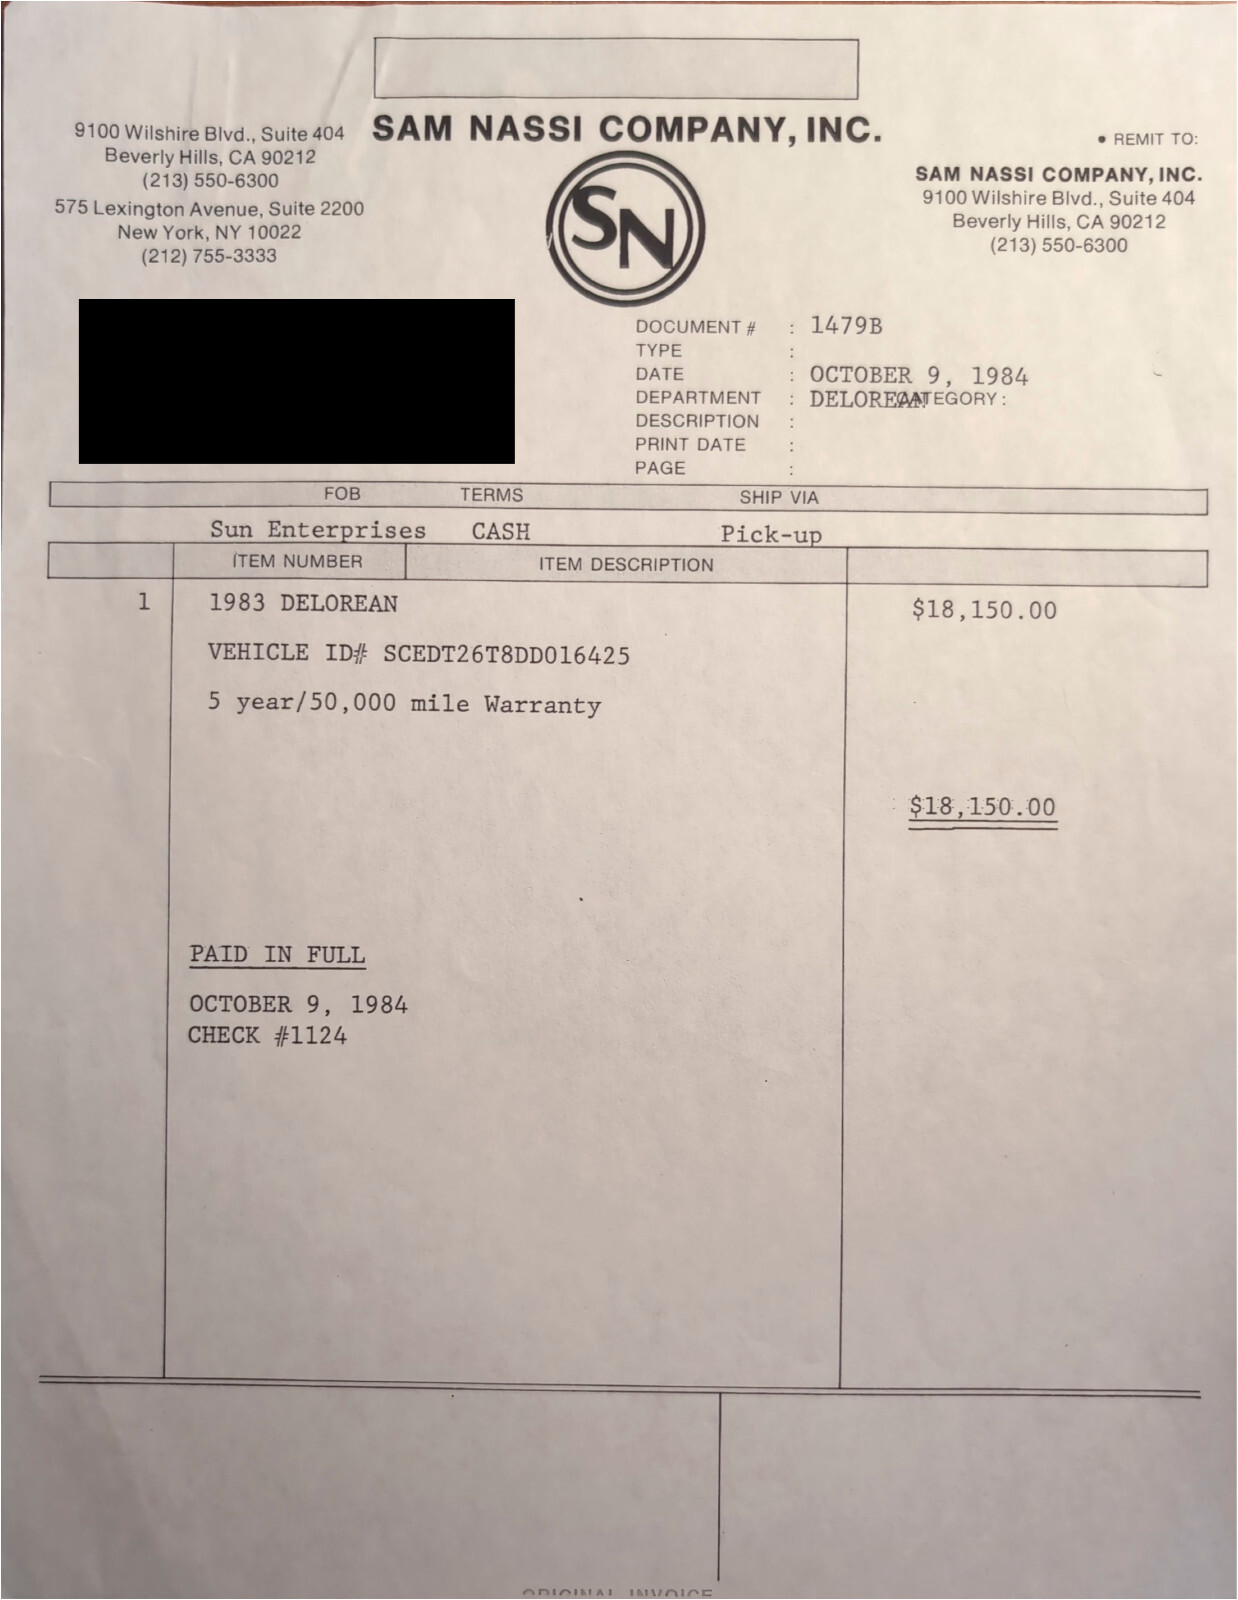 SAM NASSI COMPANY, INC.
9100 Wilshire Blvd., Suite 404
Beverly Hills, CA 90212
(213) 550-6300
575 Lexington Avenue, Suite 2200
New York, NY 10022
(212) 755-3333
SN
• REMIT TO:
SAM NASSI COMPANY, INC.
9100 Wilshire Blvd., Suite 404
Beverly Hills, CA 90212
(213) 550-6300
DOCUMENT # : 1479B
TYPE :
DATE : OCTOBER 9, 1984
DEPARTMENT : DELOREAN CATEGORY :
DESCRIPTION :
PRINT DATE :
PAGE :
FOB TERMS SHIP VIA
Sun Enterprises CASH Pick-up
ITEM NUMBER ITEM DESCRIPTION
1 1983 DELOREAN $18,150.00
VEHICLE ID# SCEDT26T8DD016425
5 year/50,000 mile Warranty
$18,150.00
PAID IN FULL
OCTOBER 9, 1984
CHECK #1124
ORIGINAL INVOICE